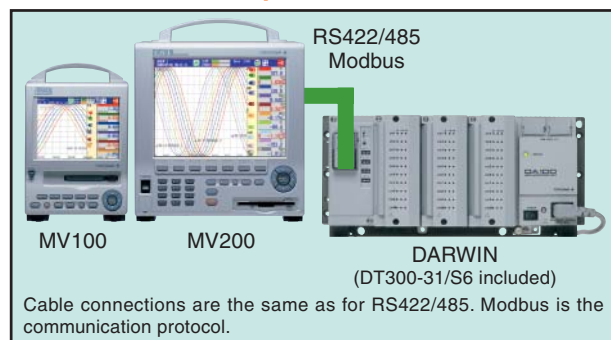 RS422/485
Modbus
DA100
MV100
MV200
DARWIN
(DT300-31/S6 included)
Cable connections are the same as for RS422/485. Modbus is the
communication protocol.